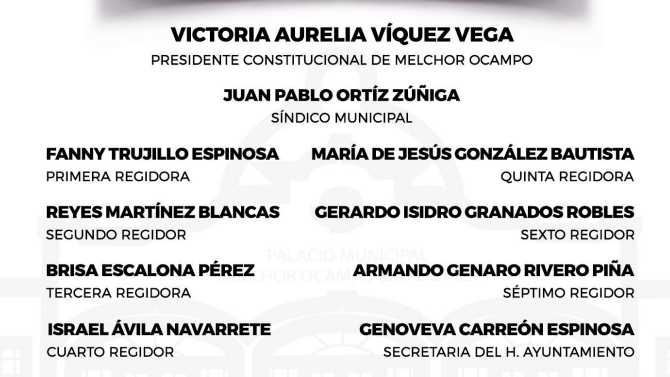 VICTORIA AURELIA VÍQUEZ VEGA
PRESIDENTE CONSTITUCIONAL DE MELCHOR OCAMPO
JUAN PABLO ORTÍZ ZÚÑIGA
SÍNDICO MUNICIPAL
FANNY TRUJILLO ESPINOSA
PRIMERA REGIDORA
MARÍA DE JESÚS GONZÁLEZ BAUTISTA
QUINTA REGIDORA
REYES MARTÍNEZ BLANCAS
SEGUNDO REGIDOR
GERARDO ISIDRO GRANADOS ROBLES
SEXTO REGIDOR
PALACIO MUNICIPAL
MELCHOR OCAMPO
BRISA ESCALONA PÉREZ
TERCERA REGIDORA
ARMANDO GENARO RIVERO PIÑA
SÉPTIMO REGIDOR
ISRAEL ÁVILA NAVARRETE
CUARTO REGIDOR
GENOVEVA CARREÓN ESPINOSA
SECRETARIA DEL H. AYUNTAMIENTO